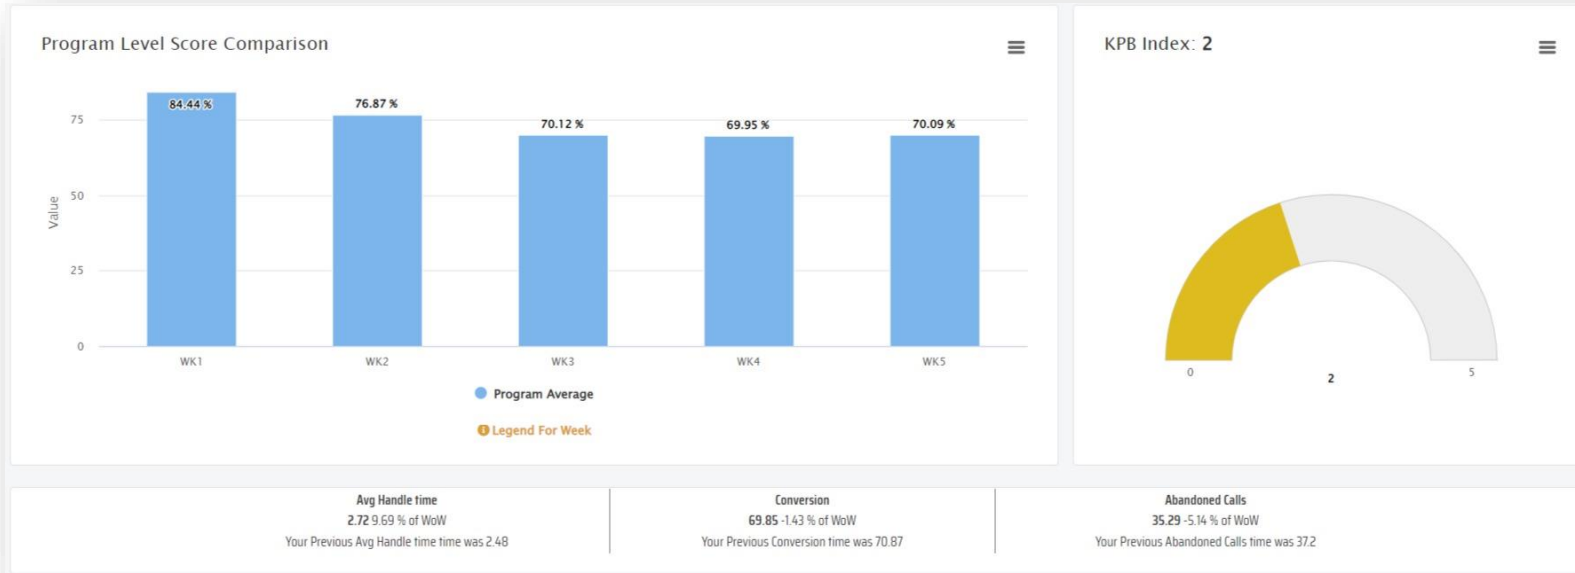 Program Level Score Comparison
KPB Index: 2
84.44 %
76.87 %
70.12 %
69.95 %
70.09 %
75
50
25
0
Value
WK1
WK2
WK3
WK4
WK5
Program Average
Legend For Week
0
2
5
Avg Handle time
2.72 9.69 % of WoW
Your Previous Avg Handle time time was 2.48
Conversion
69.85 -1.43 % of WoW
Your Previous Conversion time was 70.87
Abandoned Calls
35.29 -5.14 % of WoW
Your Previous Abandoned Calls time was 37.2